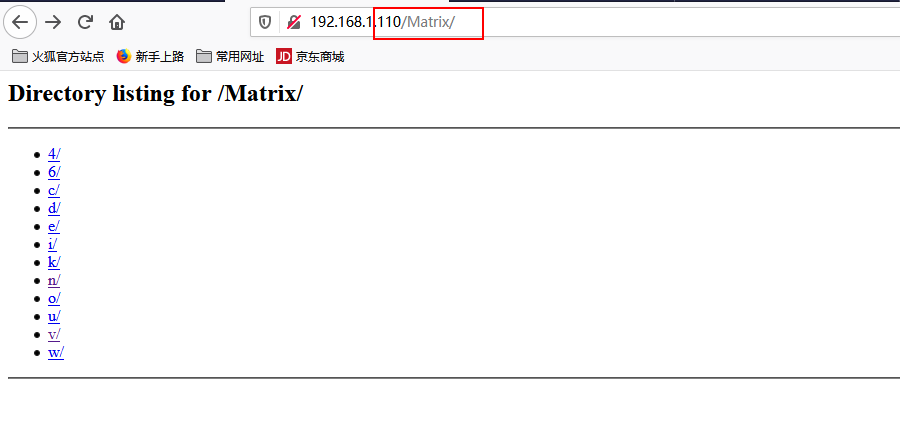 192.168.1.110/Matrix/
火狐官方站点 新手上路 常用网址 JD 京东商城
Directory listing for /Matrix/
4/
6/
c/
d/
e/
i/
k/
n/
o/
u/
v/
w/